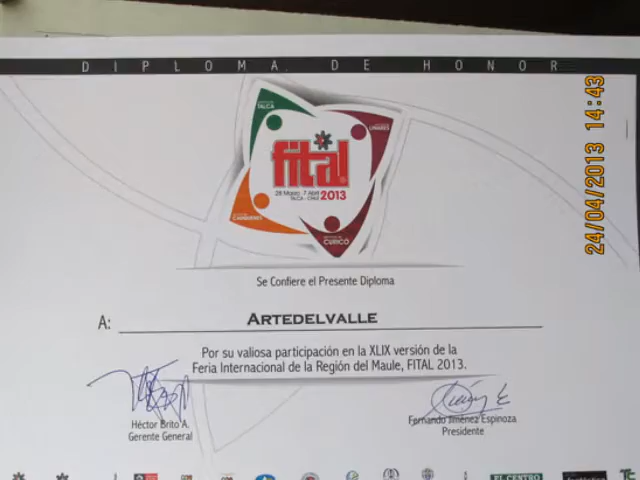 DIPLOMA DE HONOR
TALCA
LINARES
fital
28 Marzo - 7 Abril
TALCA - CHILE 2013
CAUQUENES
CURICÓ
Se Confiere el Presente Diploma
A: ARTEDELVALLE
Por su valiosa participación en la XLIX versión de la
Feria Internacional de la Región del Maule, FITAL 2013.
Héctor Brito A.
Gerente General
Fernando Jiménez Espinoza
Presidente
EL CENTRO
24/04/2013 14:43